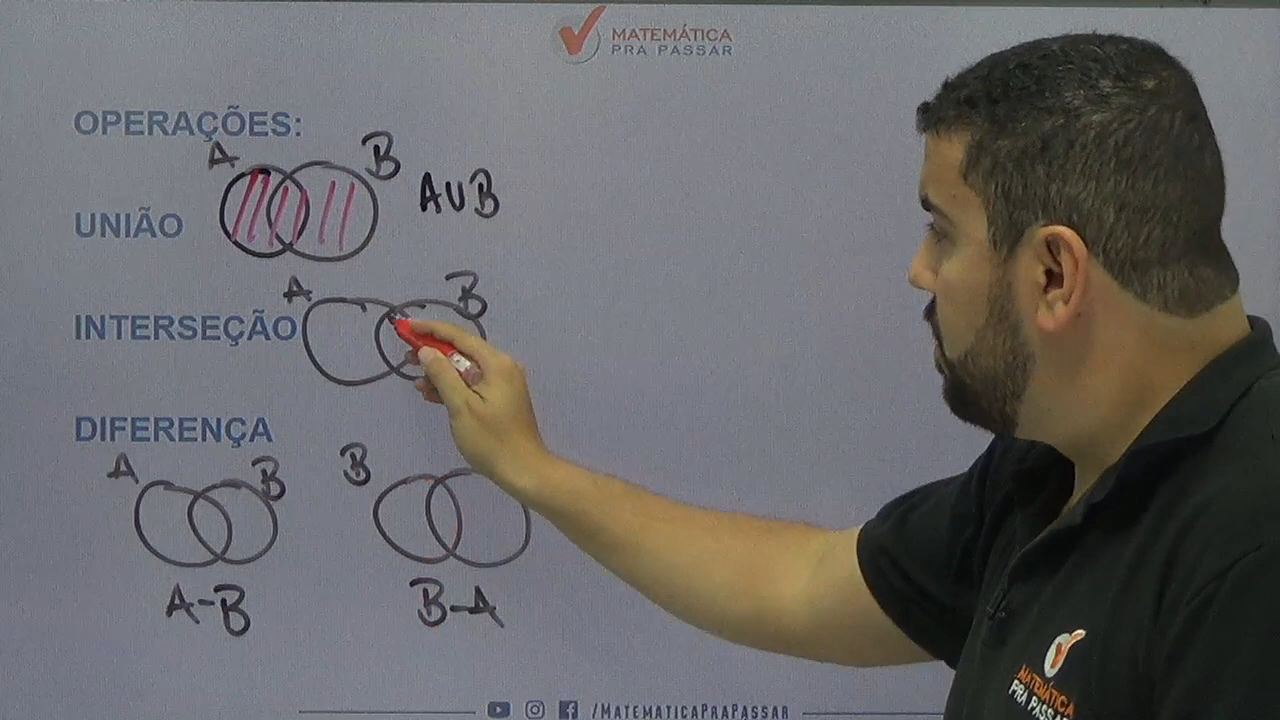 MATEMÁTICA
PRA PASSAR
OPERAÇÕES:
A B
UNIÃO
A∪B
A B
INTERSEÇÃO
DIFERENÇA
A B
B
A-B
B-A
MATEMÁTICA
PRA PASSAR
/MATEMATICAPRAPASSAR